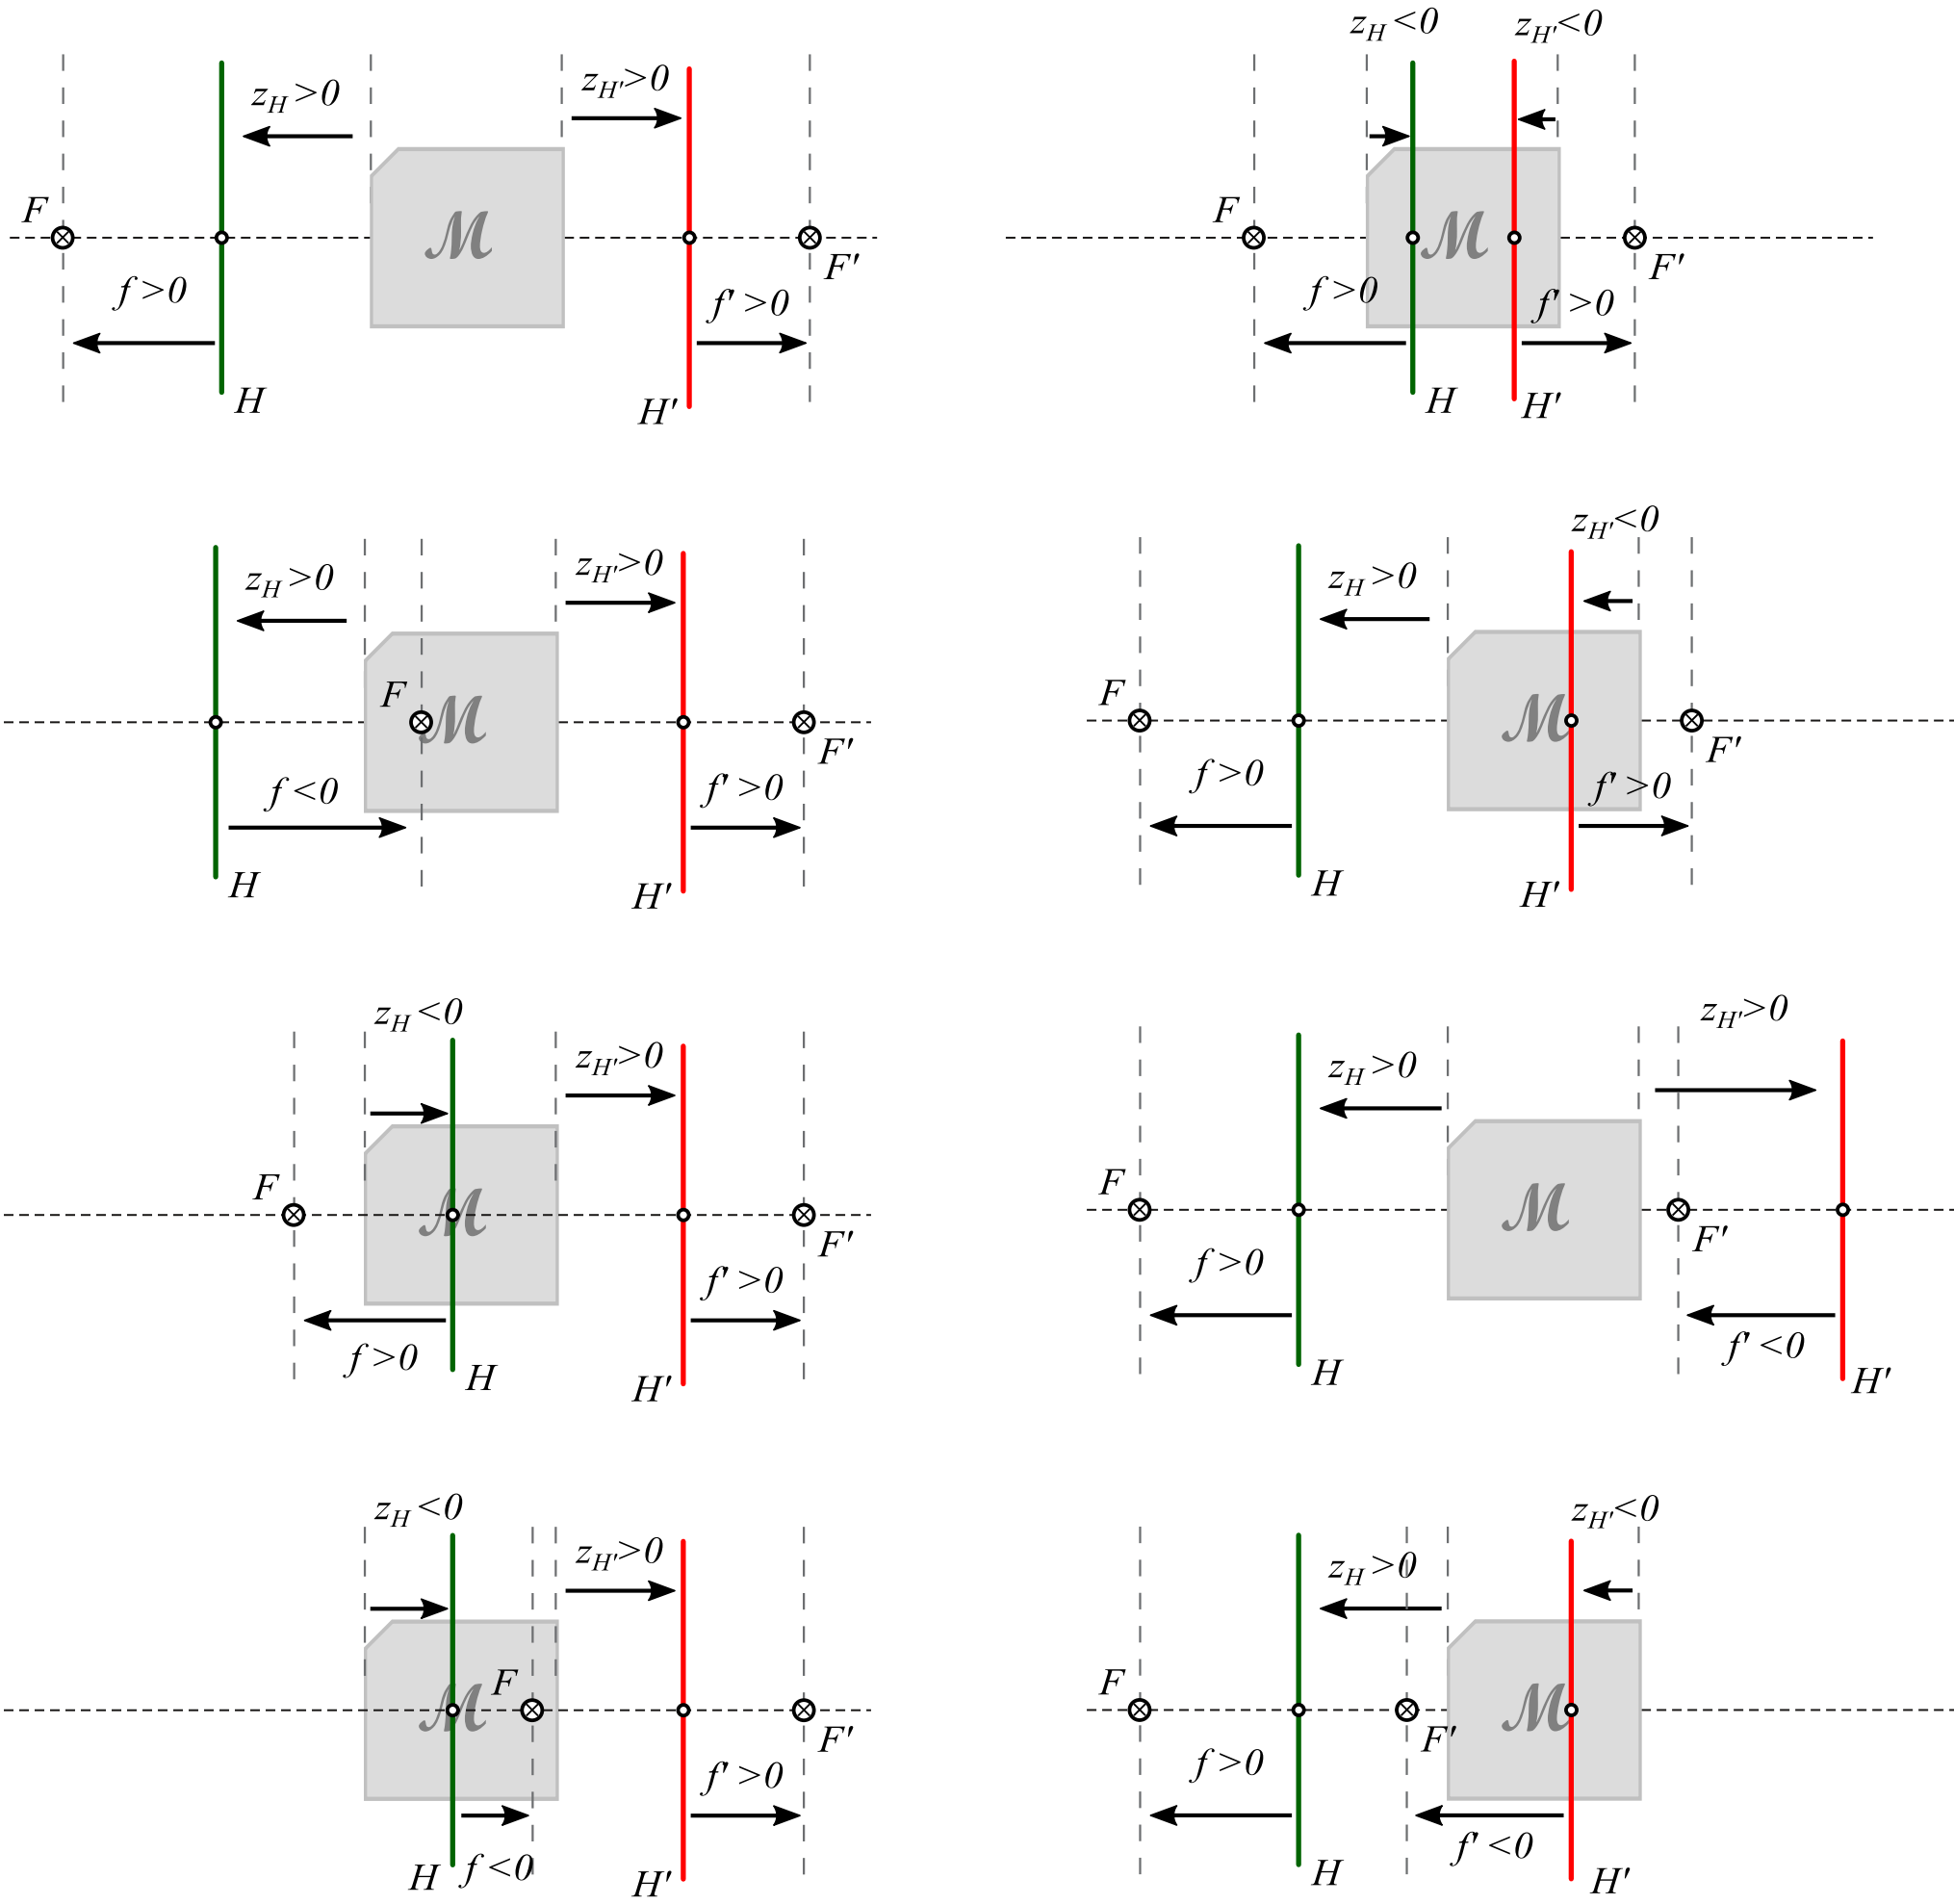 z_H >0
z_H' >0
F
ℳ
F'
f >0
f' >0
H
H'
z_H <0
z_H' <0
F
ℳ
F'
f >0
f' >0
H
H'
z_H >0
z_H' >0
F
ℳ
F'
f <0
f' >0
H
H'
z_H' <0
z_H >0
F
ℳ
F'
f >0
f' >0
H
H'
z_H <0
z_H' >0
F
ℳ
F'
f' >0
f >0
H
H'
z_H' >0
z_H >0
F
ℳ
F'
f >0
f' <0
H
H'
z_H <0
z_H' >0
F
ℳ
F'
f' >0
H
f <0
H'
z_H' <0
z_H >0
F
ℳ
F'
f >0
f' <0
H
H'